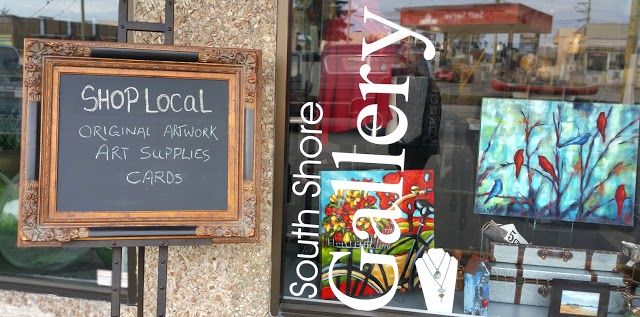 SHOP LOCAL
ORIGINAL ARTWORK
ART SUPPLIES
CARDS
South Shore
Gallery